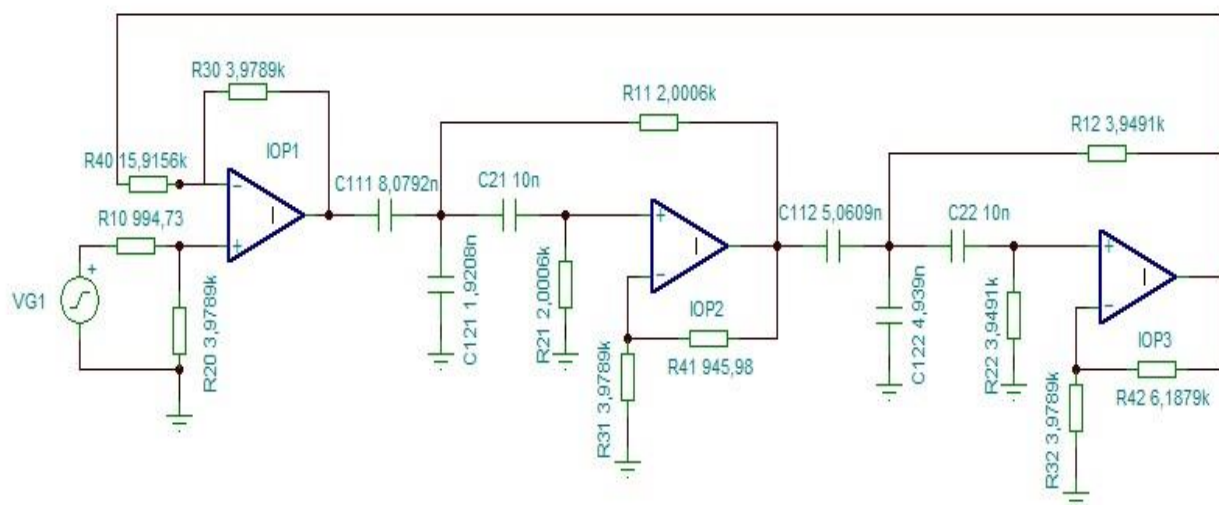 R30 3,9789k
R11 2,0006k
R12 3,9491k
R40 15,9156k
IOP1
C111 8,0792n
C21 10n
C112 5,0609n
C22 10n
R10 994,73
VG1
R20 3,9789k
C121 1,9208n
R21 2,0006k
IOP2
R41 945,98
R31 3,9789k
C122 4,939n
R22 3,9491k
IOP3
R42 6,1879k
R32 3,9789k